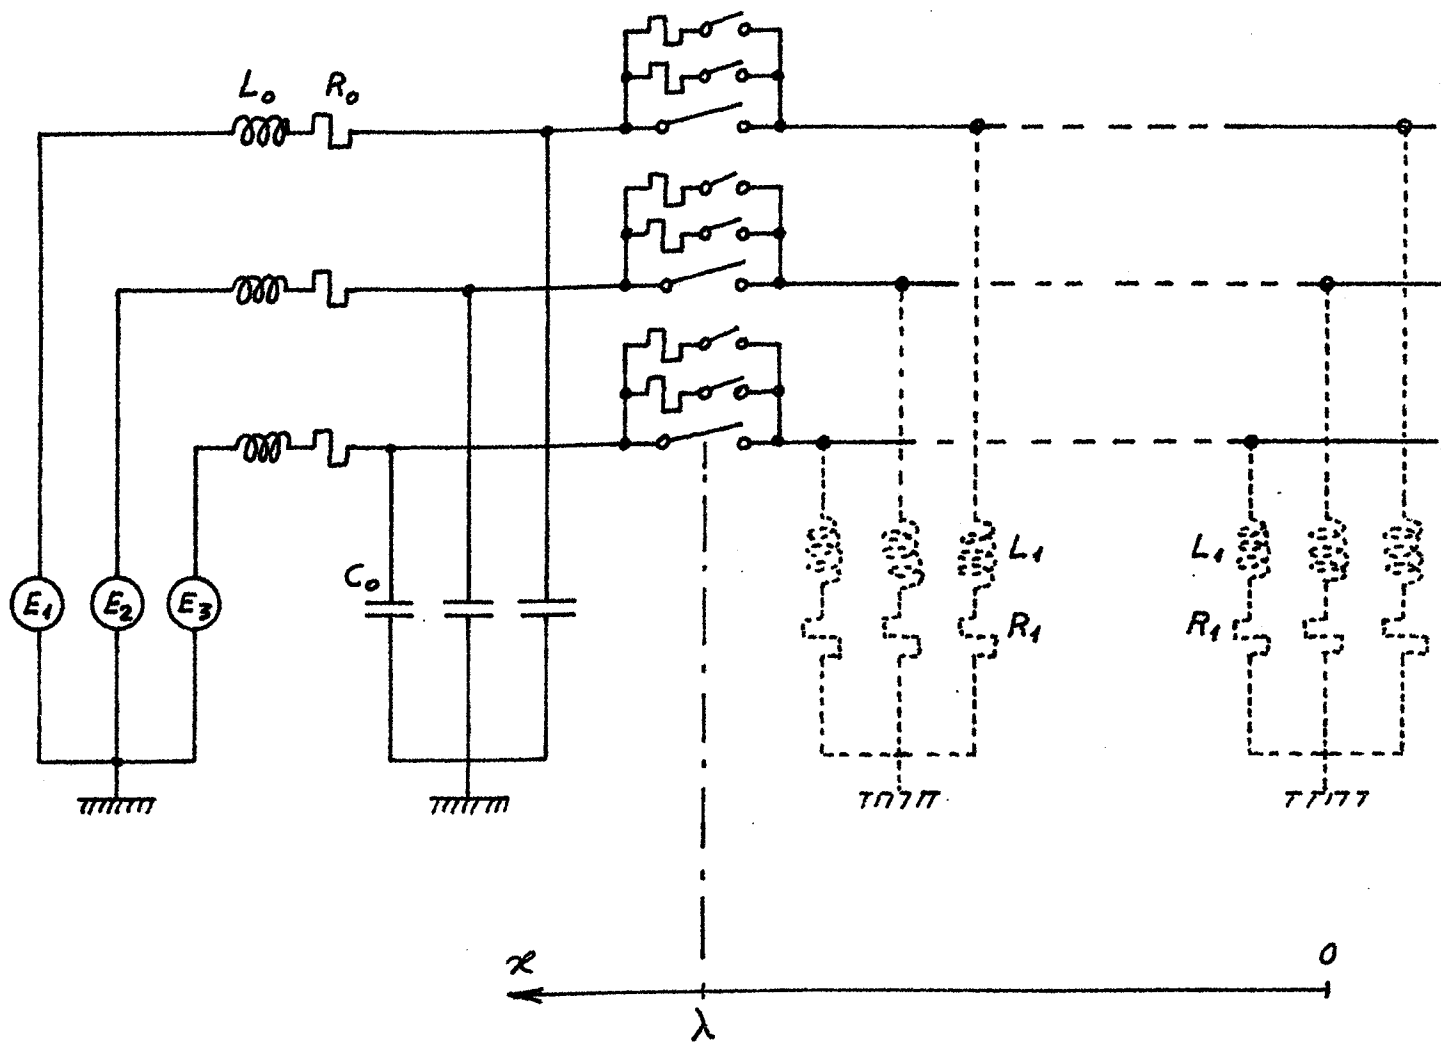 L₀ R₀
E₁ E₂ E₃ C₀
L₁ L₁
R₁ R₁
x 0
λ